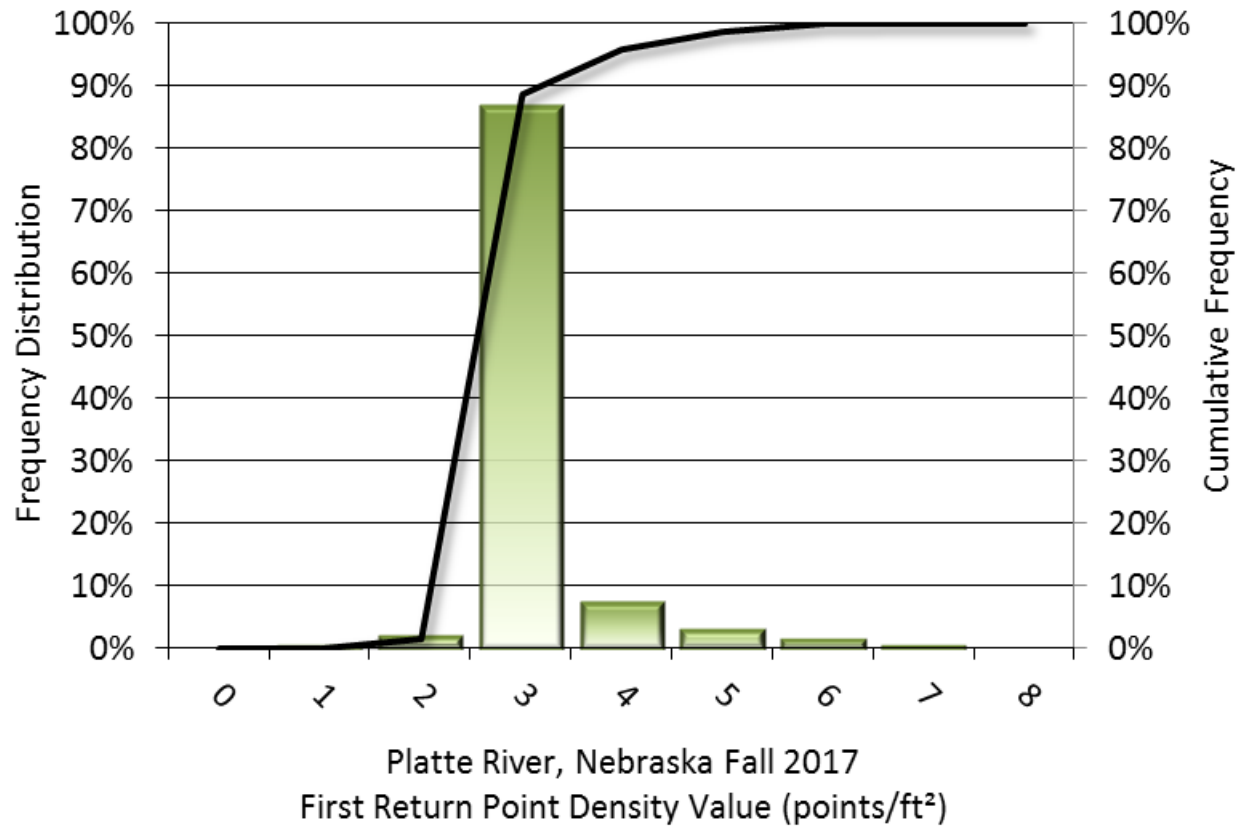 100% 100%
90% 90%
80% 80%
70% 70%
60% 60%
50% 50%
40% 40%
30% 30%
20% 20%
10% 10%
0% 0%
Frequency Distribution
Cumulative Frequency
0 1 2 3 4 5 6 7 8
Platte River, Nebraska Fall 2017
First Return Point Density Value (points/ft²)